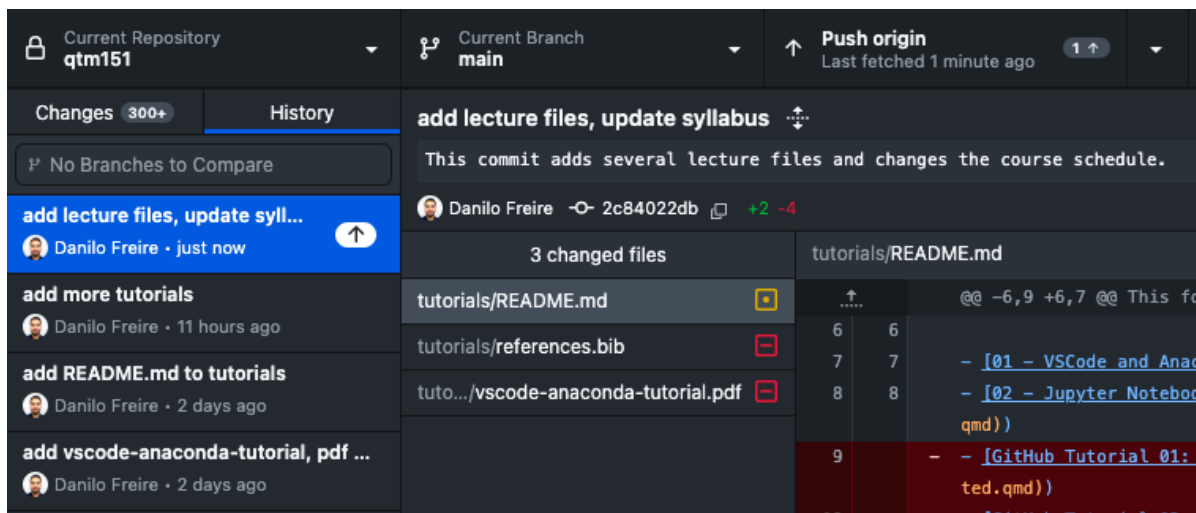 Current Repository
qtm151
Current Branch
main
Push origin
Last fetched 1 minute ago
1
Changes 300+
History
No Branches to Compare
add lecture files, update syll...
Danilo Freire • just now
add more tutorials
Danilo Freire • 11 hours ago
add README.md to tutorials
Danilo Freire • 2 days ago
add vscode-anaconda-tutorial, pdf ...
Danilo Freire • 2 days ago
add lecture files, update syllabus
This commit adds several lecture files and changes the course schedule.
Danilo Freire 2c84022db +2 -4
3 changed files
tutorials/README.md
tutorials/references.bib
tuto.../vscode-anaconda-tutorial.pdf
tutorials/README.md
@@ -6,9 +6,7 @@ This fo
6 6
7 7 - [01 - VSCode and Anac
8 8 - [02 - Jupyter Noteboo
qmd))
9 - - [GitHub Tutorial 01:
ted.qmd))